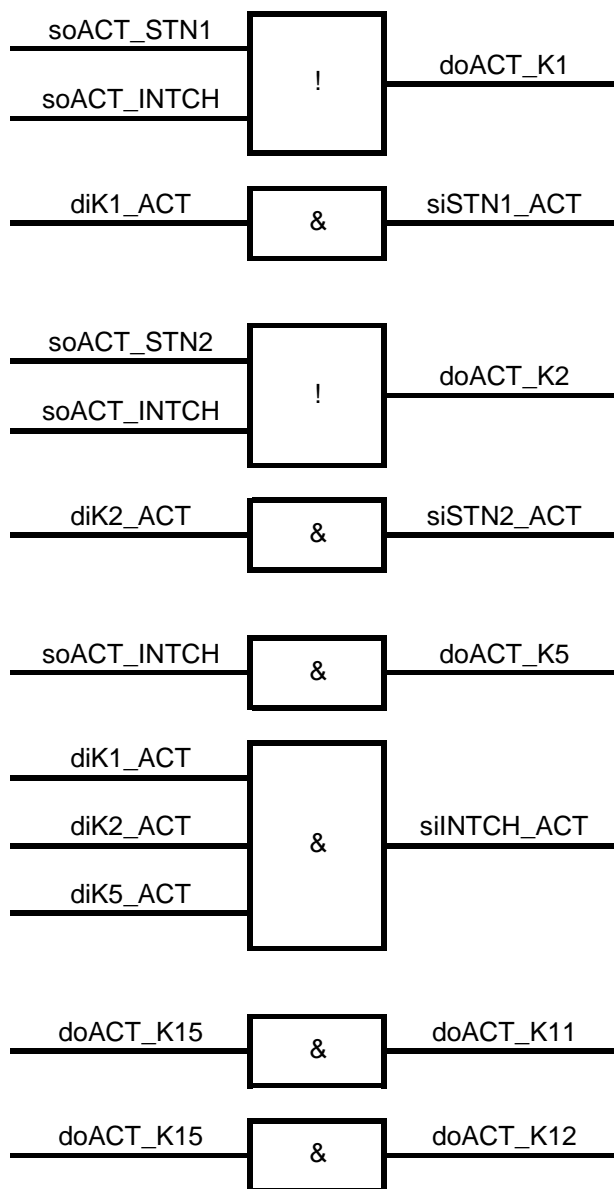 soACT_STN1
doACT_K1
!
soACT_INTCH
diK1_ACT
&
siSTN1_ACT
soACT_STN2
doACT_K2
!
soACT_INTCH
diK2_ACT
&
siSTN2_ACT
soACT_INTCH
&
doACT_K5
diK1_ACT
diK2_ACT
&
siINTCH_ACT
diK5_ACT
doACT_K15
&
doACT_K11
doACT_K15
&
doACT_K12